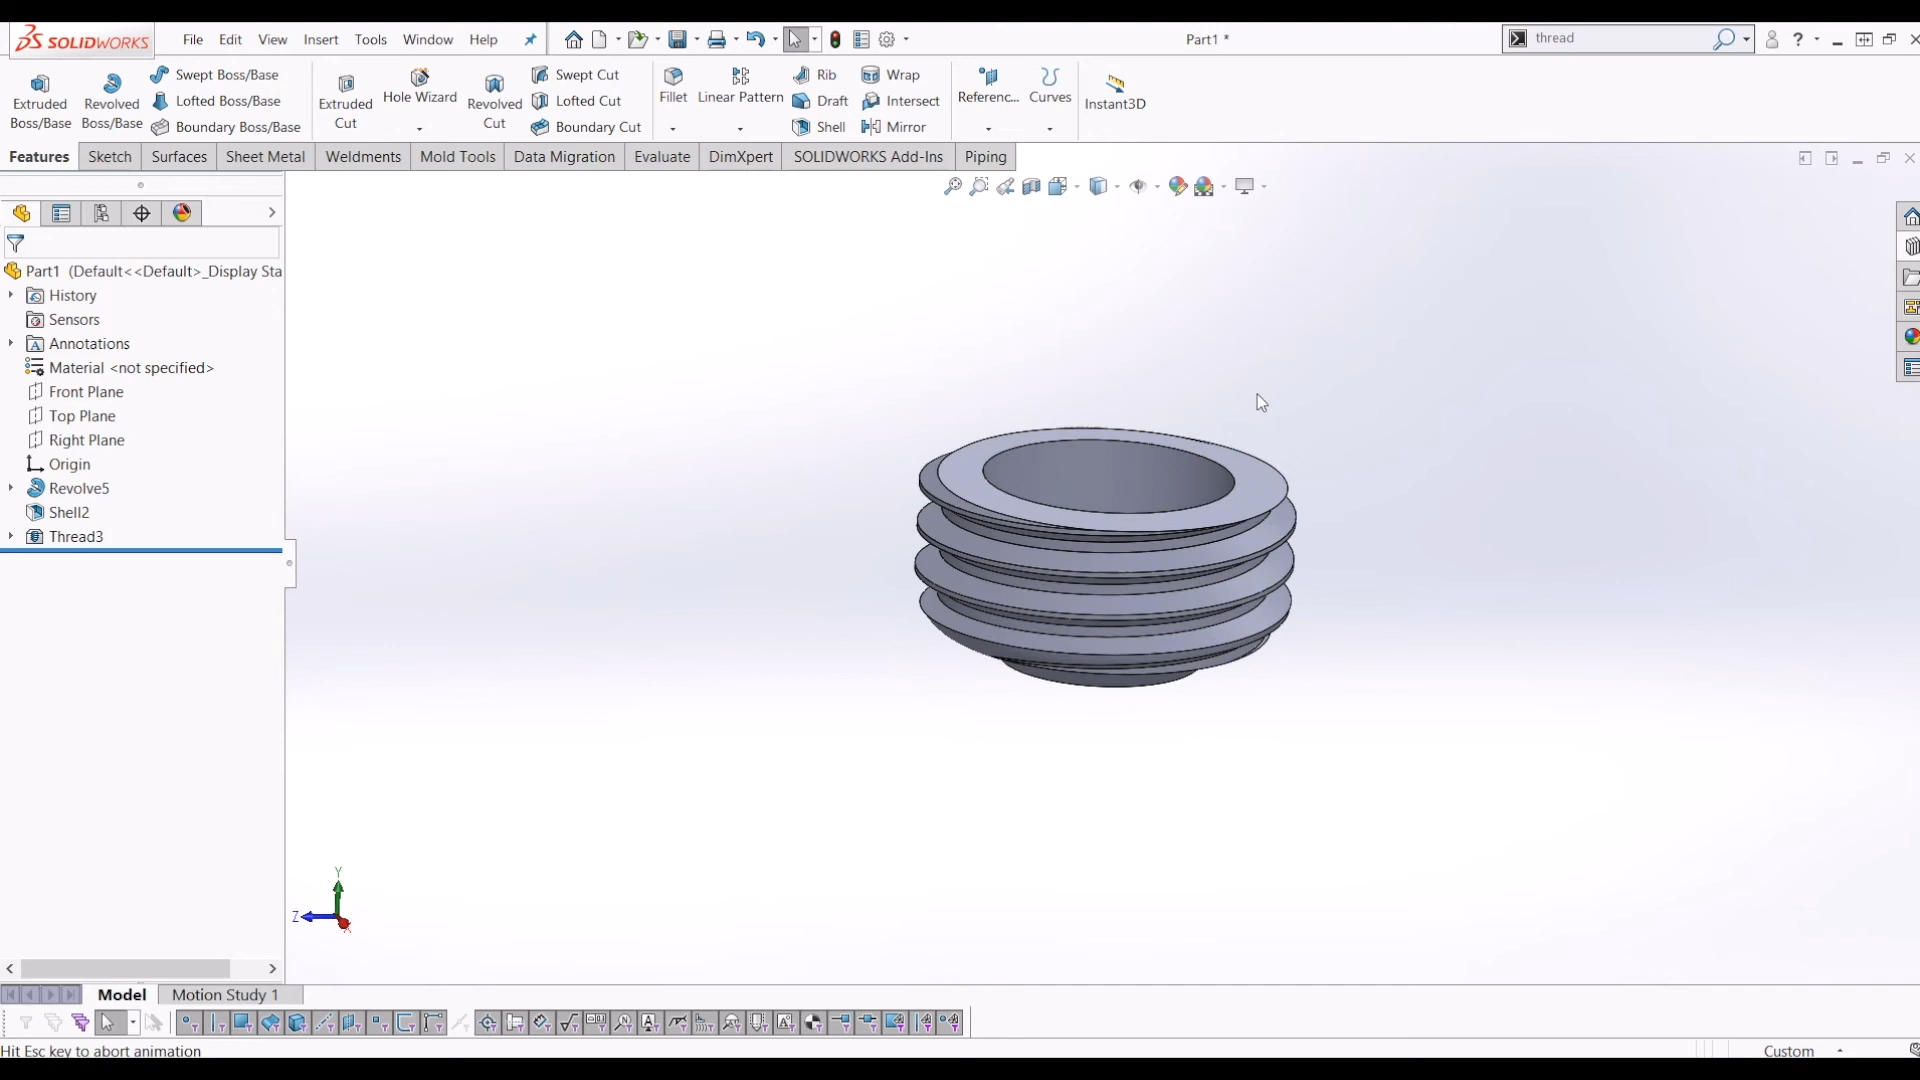 SOLIDWORKS File Edit View Insert Tools Window Help Part1 * thread ?
Extruded Boss/Base Revolved Boss/Base Swept Boss/Base Lofted Boss/Base Boundary Boss/Base
Extruded Cut Hole Wizard Revolved Cut Swept Cut Lofted Cut Boundary Cut
Fillet Linear Pattern Rib Draft Shell Wrap Intersect Mirror
Referenc... Curves Instant3D
Features Sketch Surfaces Sheet Metal Weldments Mold Tools Data Migration Evaluate DimXpert SOLIDWORKS Add-Ins Piping
Part1 (Default<<Default>_Display Sta
History
Sensors
Annotations
Material <not specified>
Front Plane
Top Plane
Right Plane
Origin
Revolve5
Shell2
Thread3
Y
Z
X
Model Motion Study 1
Hit Esc key to abort animation Custom